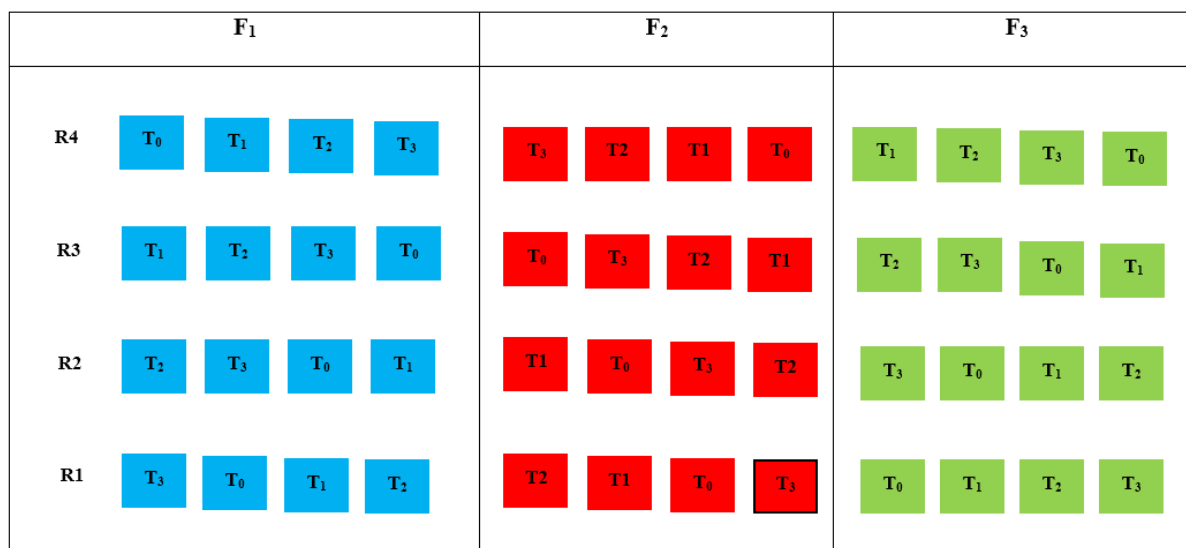 F₁ F₂ F₃
R4 T₀ T₁ T₂ T₃ T₃ T2 T1 T₀ T₁ T₂ T₃ T₀
R3 T₁ T₂ T₃ T₀ T₀ T₃ T2 T1 T₂ T₃ T₀ T₁
R2 T₂ T₃ T₀ T₁ T1 T₀ T₃ T2 T₃ T₀ T₁ T₂
R1 T₃ T₀ T₁ T₂ T2 T1 T₀ T₃ T₀ T₁ T₂ T₃